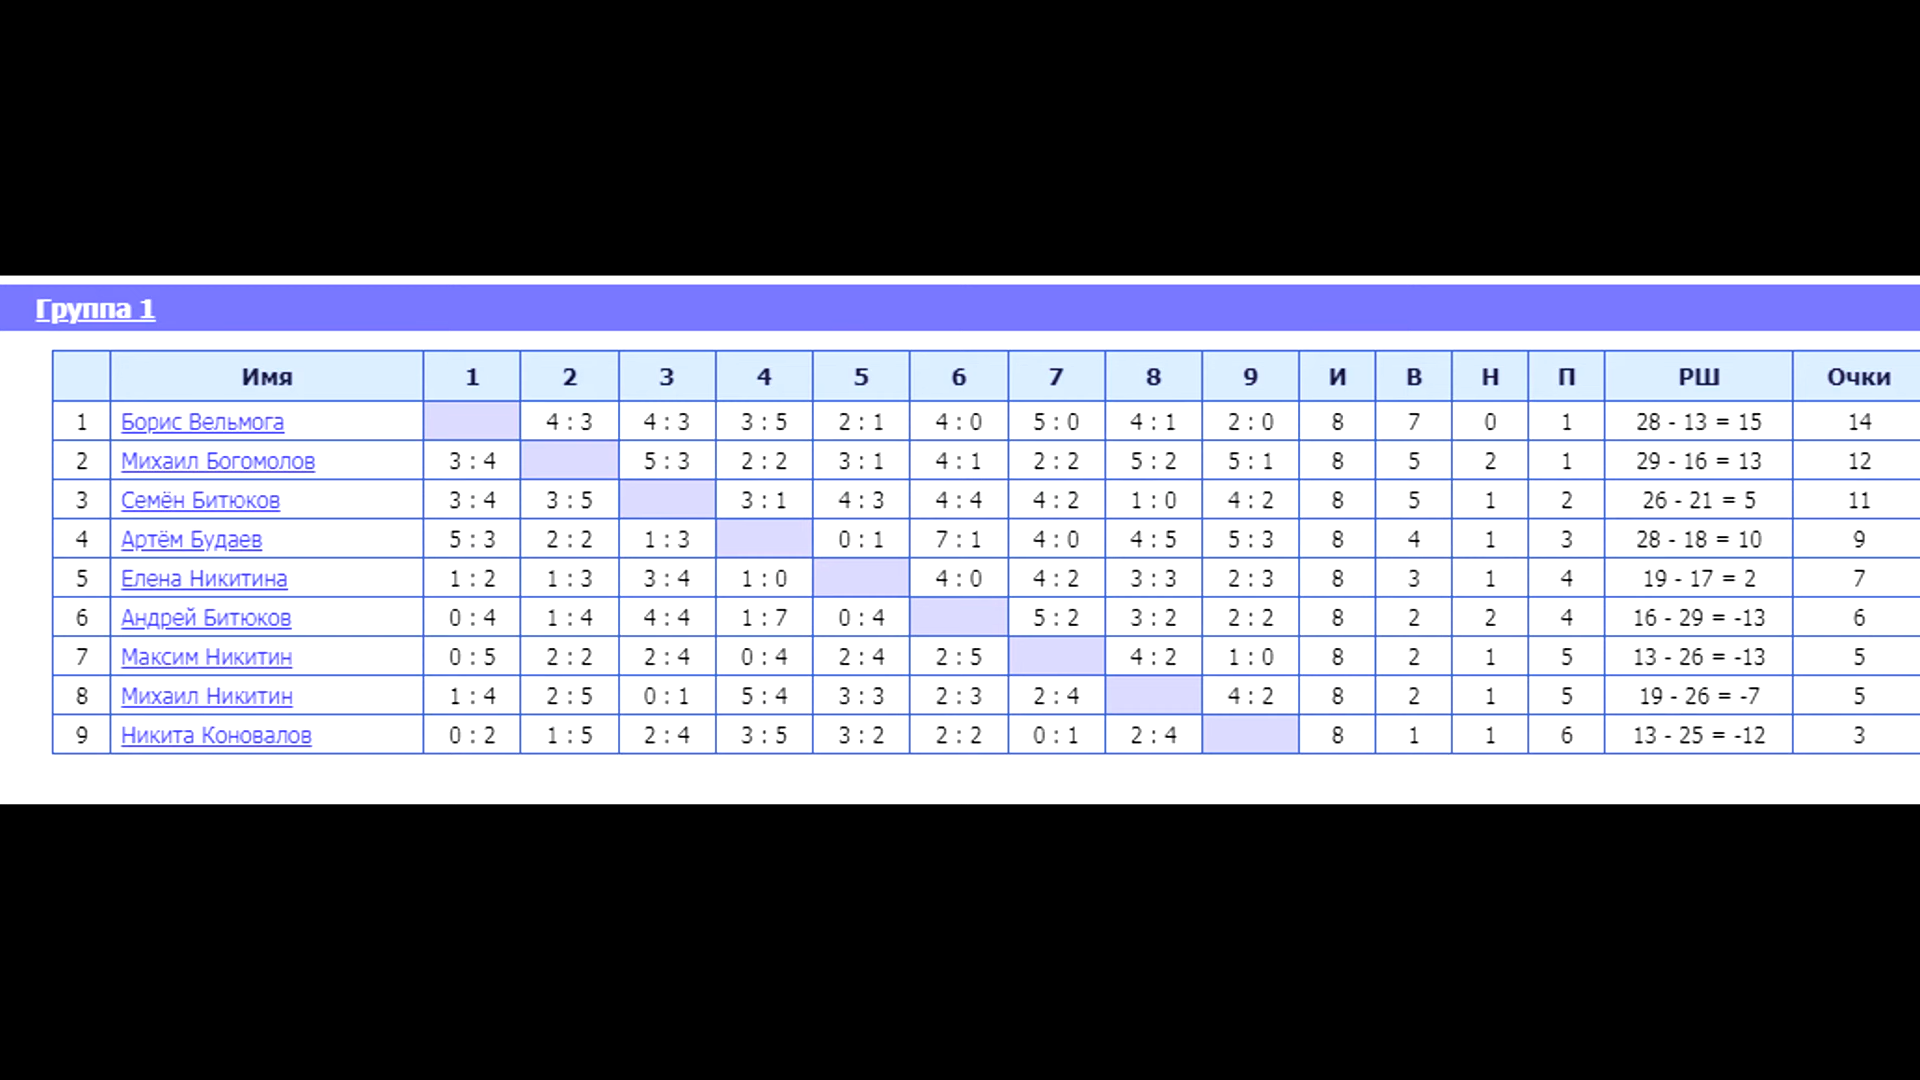 Группа 1
Имя 1 2 3 4 5 6 7 8 9 И В Н П РШ Очки
1 Борис Вельмога 4 : 3 4 : 3 3 : 5 2 : 1 4 : 0 5 : 0 4 : 1 2 : 0 8 7 0 1 28 - 13 = 15 14
2 Михаил Богомолов 3 : 4 5 : 3 2 : 2 3 : 1 4 : 1 2 : 2 5 : 2 5 : 1 8 5 2 1 29 - 16 = 13 12
3 Семён Битюков 3 : 4 3 : 5 3 : 1 4 : 3 4 : 4 4 : 2 1 : 0 4 : 2 8 5 1 2 26 - 21 = 5 11
4 Артём Будаев 5 : 3 2 : 2 1 : 3 0 : 1 7 : 1 4 : 0 4 : 5 5 : 3 8 4 1 3 28 - 18 = 10 9
5 Елена Никитина 1 : 2 1 : 3 3 : 4 1 : 0 4 : 0 4 : 2 3 : 3 2 : 3 8 3 1 4 19 - 17 = 2 7
6 Андрей Битюков 0 : 4 1 : 4 4 : 4 1 : 7 0 : 4 5 : 2 3 : 2 2 : 2 8 2 2 4 16 - 29 = -13 6
7 Максим Никитин 0 : 5 2 : 2 2 : 4 0 : 4 2 : 4 2 : 5 4 : 2 1 : 0 8 2 1 5 13 - 26 = -13 5
8 Михаил Никитин 1 : 4 2 : 5 0 : 1 5 : 4 3 : 3 2 : 3 2 : 4 4 : 2 8 2 1 5 19 - 26 = -7 5
9 Никита Коновалов 0 : 2 1 : 5 2 : 4 3 : 5 3 : 2 2 : 2 0 : 1 2 : 4 8 1 1 6 13 - 25 = -12 3